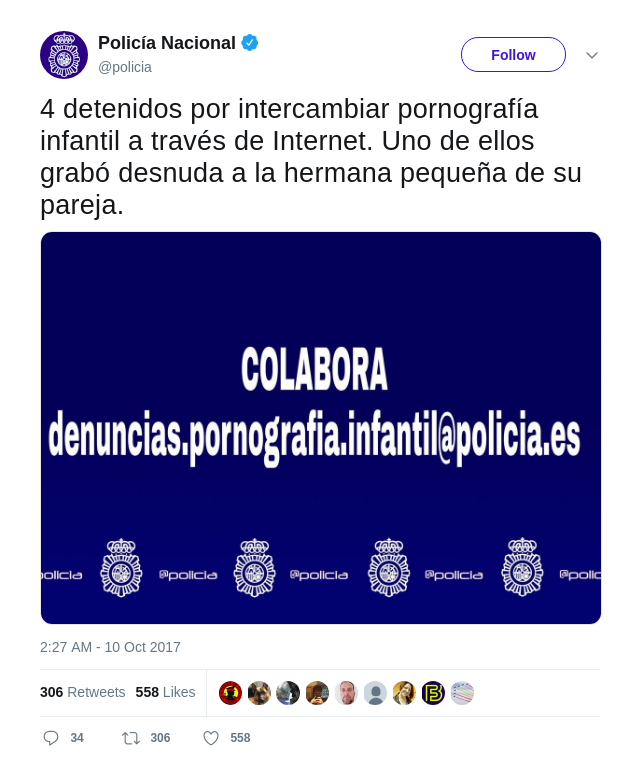 Policía Nacional
@policia
Follow
4 detenidos por intercambiar pornografía
infantil a través de Internet. Uno de ellos
grabó desnuda a la hermana pequeña de su
pareja.
COLABORA
denuncias.pornografia.infantil@policia.es
policia @policia @policia @policia @polic
2:27 AM - 10 Oct 2017
306 Retweets 558 Likes
34 306 558